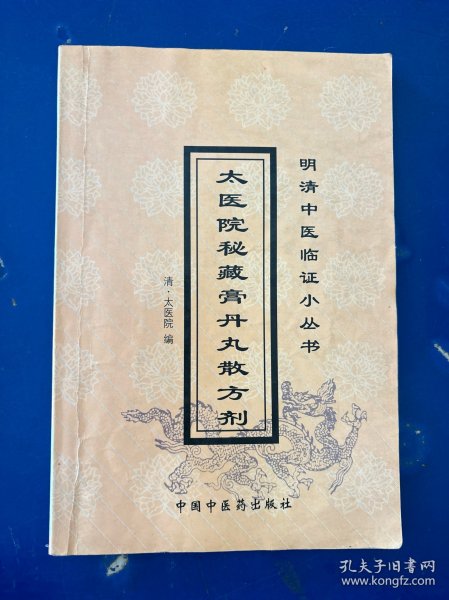 明清中医临证小丛书
太医院秘藏膏丹丸散方剂
清·太医院 编
中国中医药出版社
孔夫子旧书网
www.kongfz.com